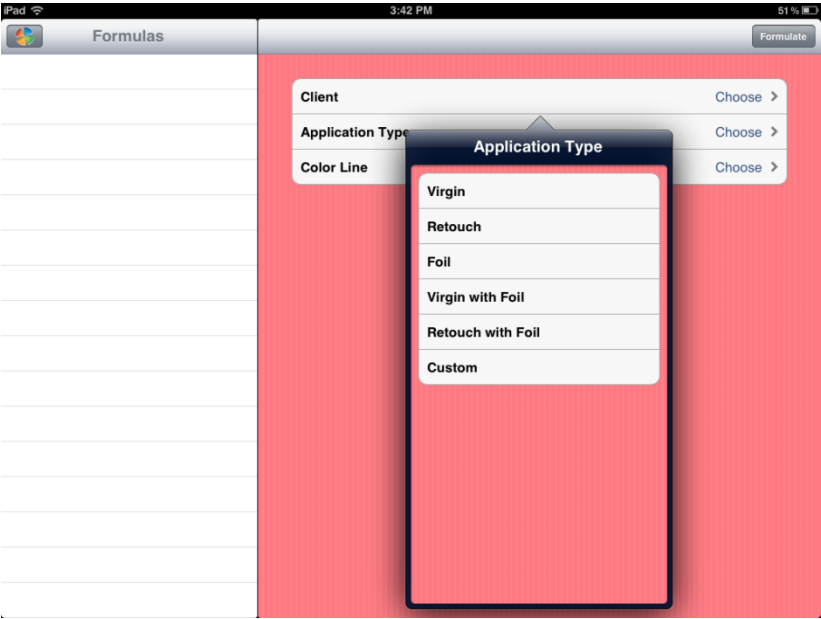 iPad 3:42 PM 51%
Formulas Formulate
Client Choose
Application Type Choose
Color Line Choose
Application Type
Virgin
Retouch
Foil
Virgin with Foil
Retouch with Foil
Custom